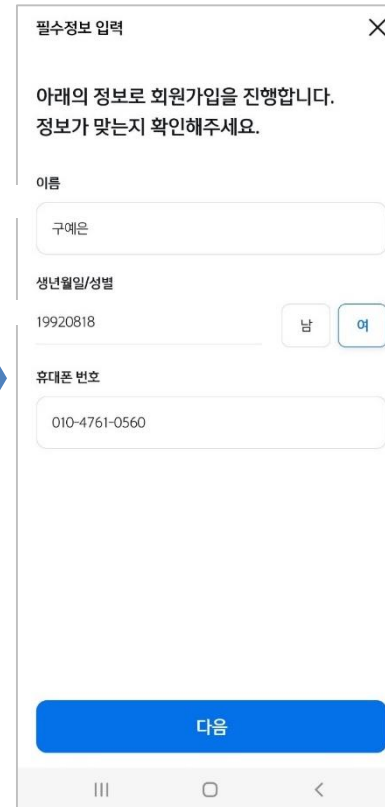 필수정보 입력
아래의 정보로 회원가입을 진행합니다.
정보가 맞는지 확인해주세요.
이름
구예은
생년월일/성별
19920818 남 여
휴대폰 번호
010-4761-0560
다음